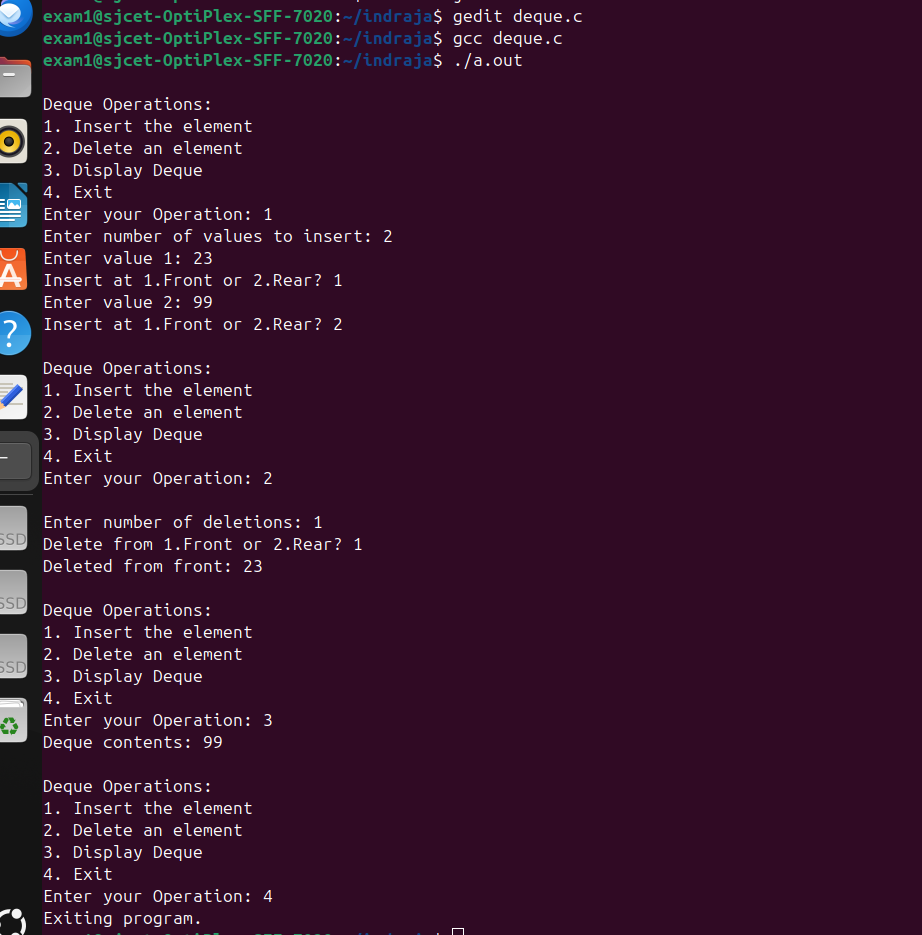 exam1@sjcet-OptiPlex-SFF-7020:~/indraja$ gedit deque.c
exam1@sjcet-OptiPlex-SFF-7020:~/indraja$ gcc deque.c
exam1@sjcet-OptiPlex-SFF-7020:~/indraja$ ./a.out
Deque Operations:
1. Insert the element
2. Delete an element
3. Display Deque
4. Exit
Enter your Operation: 1
Enter number of values to insert: 2
Enter value 1: 23
Insert at 1.Front or 2.Rear? 1
Enter value 2: 99
Insert at 1.Front or 2.Rear? 2
Deque Operations:
1. Insert the element
2. Delete an element
3. Display Deque
4. Exit
Enter your Operation: 2
Enter number of deletions: 1
Delete from 1.Front or 2.Rear? 1
Deleted from front: 23
Deque Operations:
1. Insert the element
2. Delete an element
3. Display Deque
4. Exit
Enter your Operation: 3
Deque contents: 99
Deque Operations:
1. Insert the element
2. Delete an element
3. Display Deque
4. Exit
Enter your Operation: 4
Exiting program.
SSD
SSD
SSD